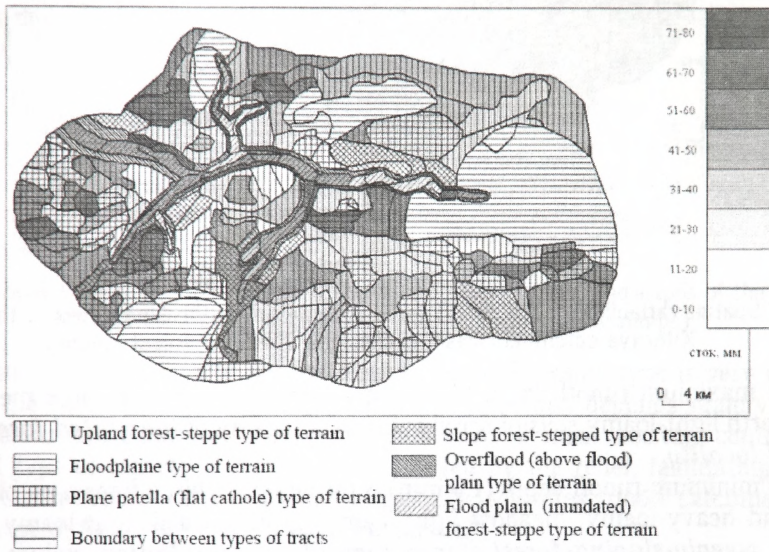 71-80
61-70
51-60
41-50
31-40
21-30
11-20
0-10
сток. мм
0 4 км
Upland forest-steppe type of terrain
Floodplaine type of terrain
Plane patella (flat cathole) type of terrain
Boundary between types of tracts
Slope forest-stepped type of terrain
Overflood (above flood)
plain type of terrain
Flood plain (inundated)
forest-steppe type of terrain